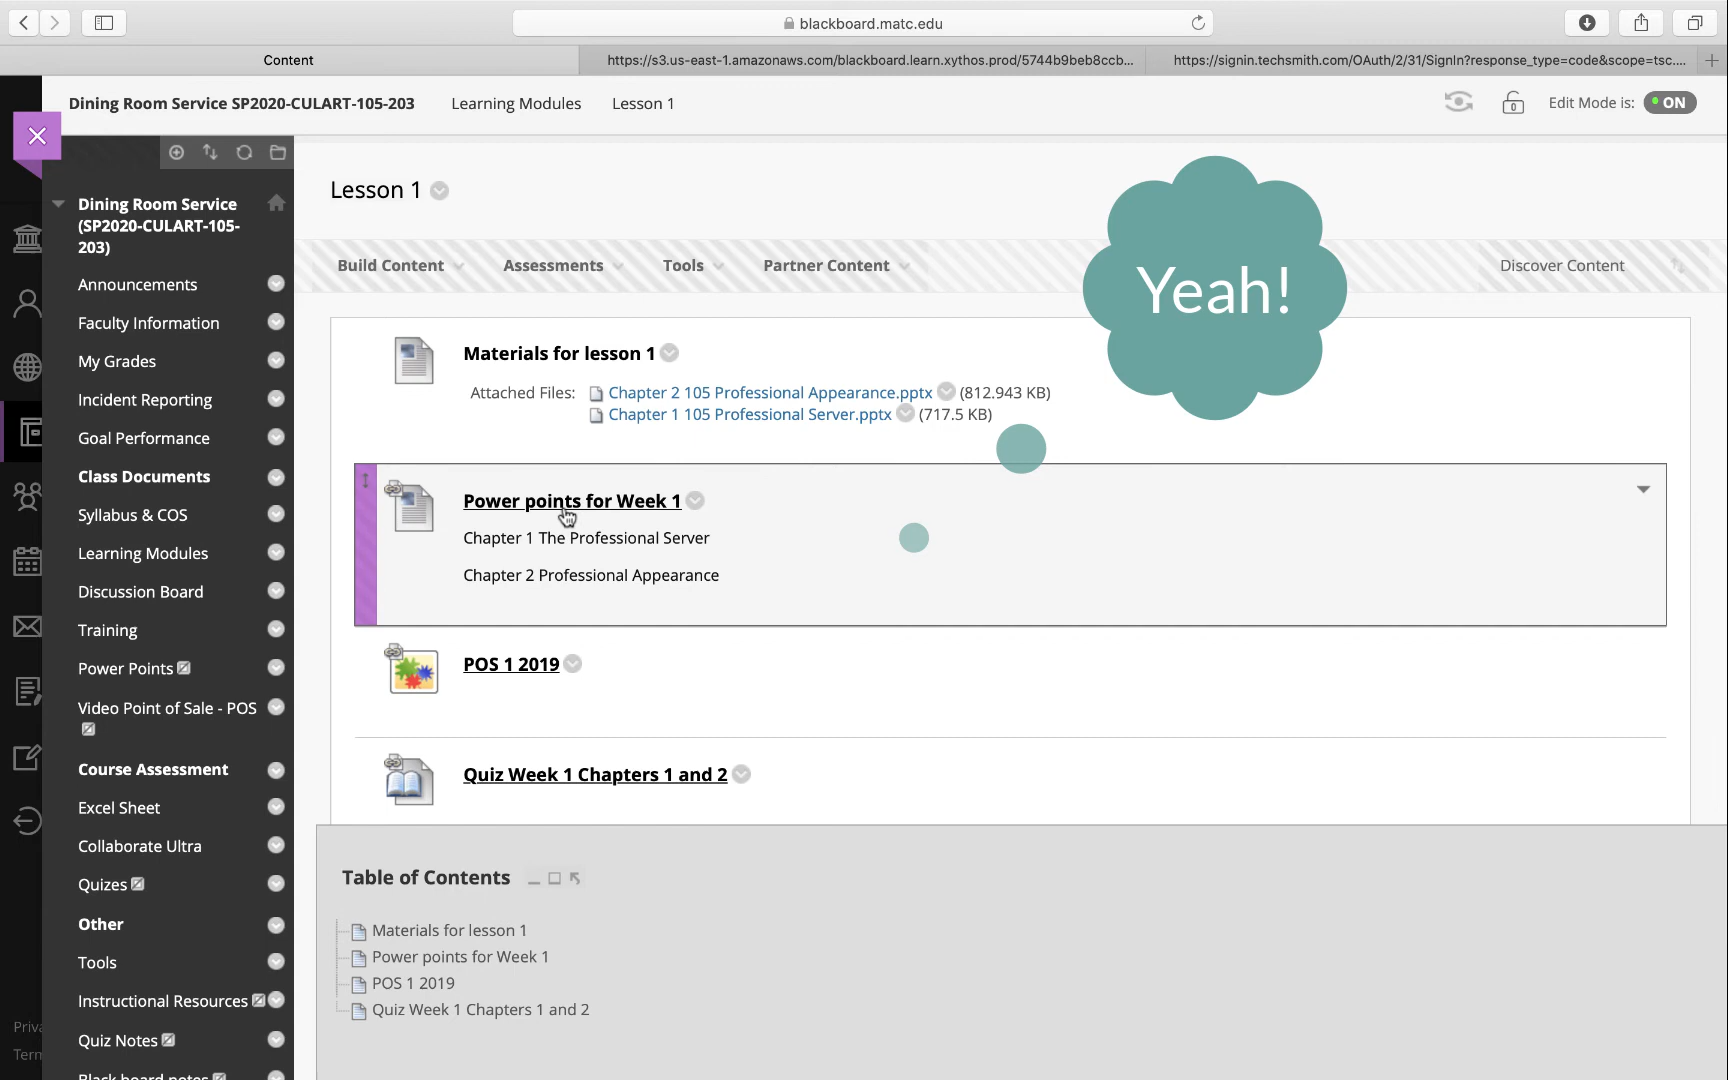 blackboard.matc.edu
Content
https://s3.us-east-1.amazonaws.com/blackboard.learn.xythos.prod/5744b9beb8ccb...
https://signin.techsmith.com/OAuth/2/31/SignIn?response_type=code&scope=tsc....
Dining Room Service SP2020-CULART-105-203
Learning Modules
Lesson 1
Edit Mode is:
ON
Dining Room Service
(SP2020-CULART-105-
203)
Announcements
Faculty Information
My Grades
Incident Reporting
Goal Performance
Class Documents
Syllabus & COS
Learning Modules
Discussion Board
Training
Power Points
Video Point of Sale - POS
Course Assessment
Excel Sheet
Collaborate Ultra
Quizes
Other
Tools
Instructional Resources
Quiz Notes
Black board notes
Priva
Term
Lesson 1
Build Content
Assessments
Tools
Partner Content
Discover Content
Yeah!
Materials for lesson 1
Attached Files: Chapter 2 105 Professional Appearance.pptx (812.943 KB)
Chapter 1 105 Professional Server.pptx (717.5 KB)
Power points for Week 1
Chapter 1 The Professional Server
Chapter 2 Professional Appearance
POS 1 2019
Quiz Week 1 Chapters 1 and 2
Table of Contents
Materials for lesson 1
Power points for Week 1
POS 1 2019
Quiz Week 1 Chapters 1 and 2